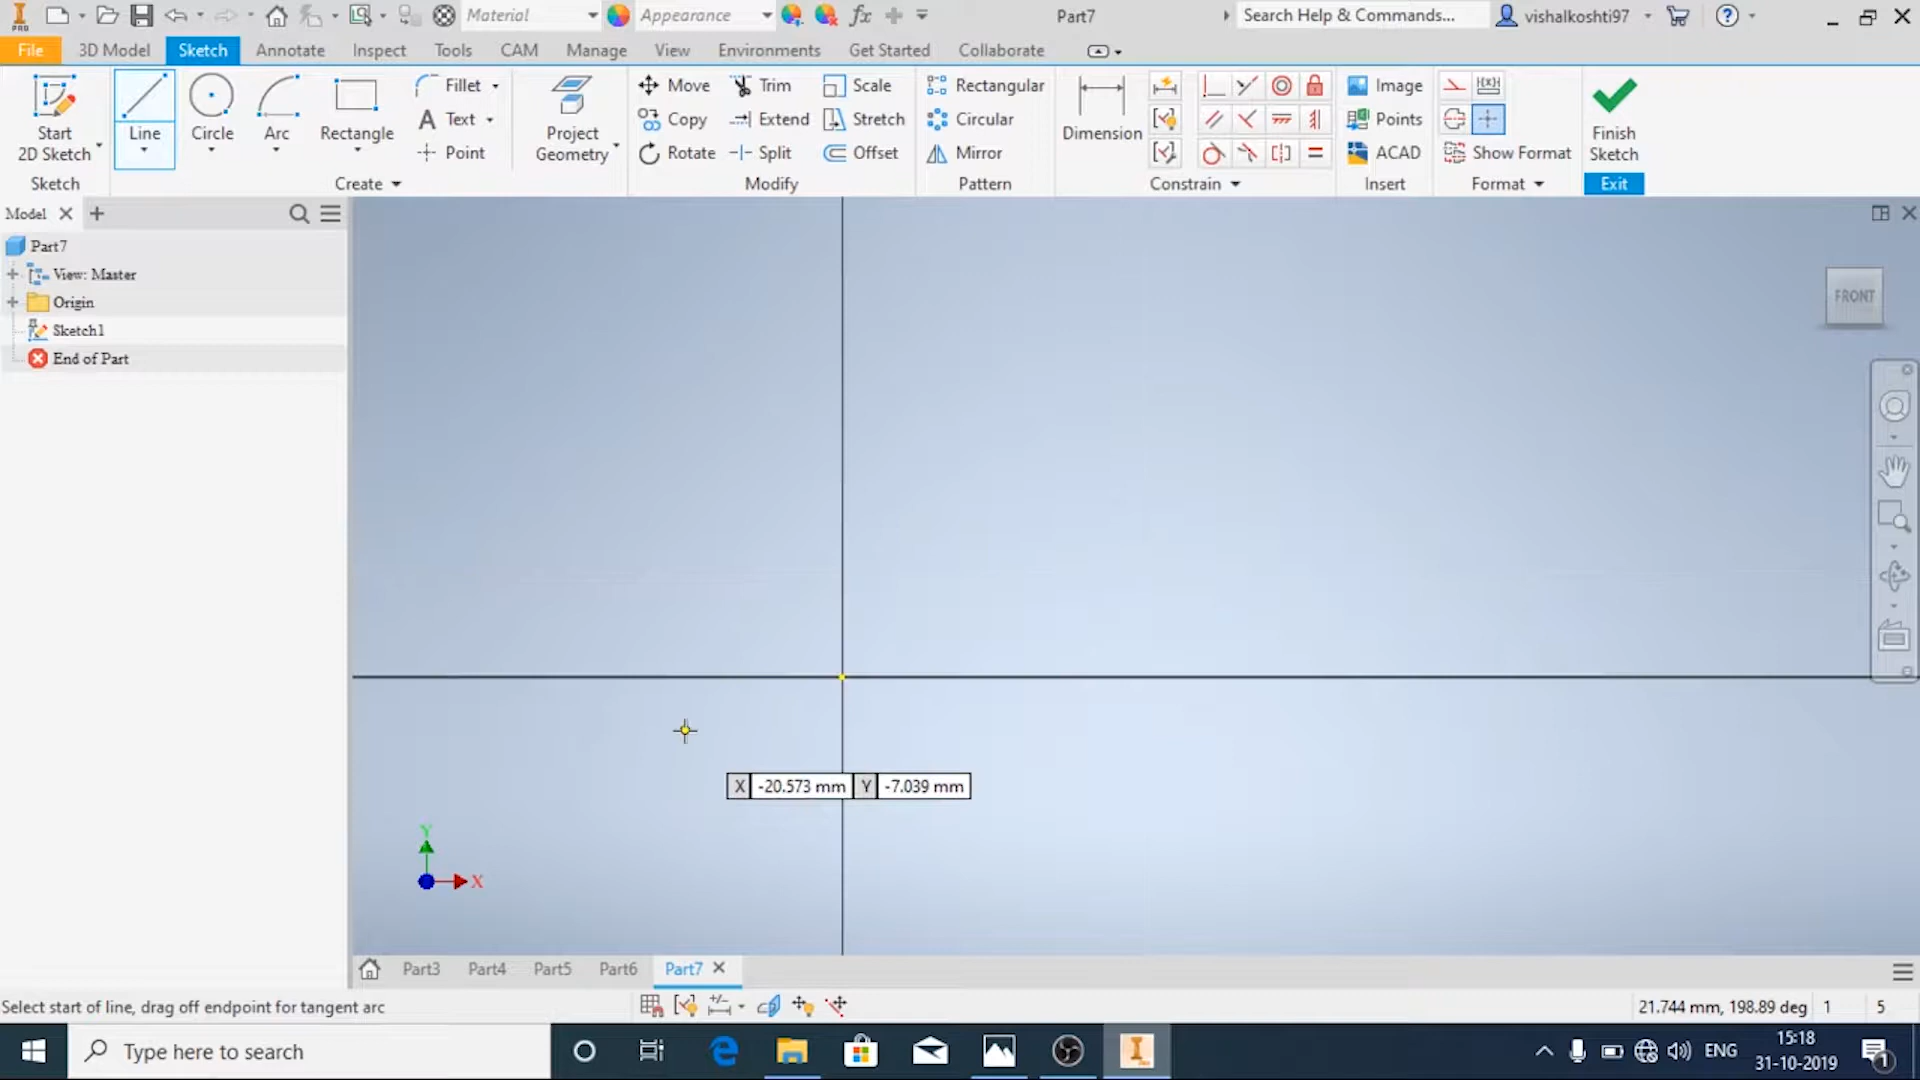 PRO Material Appearance fx Part7 Search Help & Commands... vishalkoshti97 ?
File 3D Model Sketch Annotate Inspect Tools CAM Manage View Environments Get Started Collaborate
Start
2D Sketch
Line
Circle
Arc
Rectangle
Fillet
Text
Point
Project
Geometry
Move
Copy
Rotate
Trim
Extend
Split
Scale
Stretch
Offset
Rectangular
Circular
Mirror
Dimension
Image
Points
ACAD
Show Format
Finish
Sketch
Sketch Create Modify Pattern Constrain Insert Format Exit
Model
Part7
View: Master
Origin
Sketch1
End of Part
FRONT
X -20.573 mm Y -7.039 mm
Y
X
Part3 Part4 Part5 Part6 Part7
Select start of line, drag off endpoint for tangent arc
21.744 mm, 198.89 deg 1 5
Type here to search
ENG
15:18
31-10-2019
1